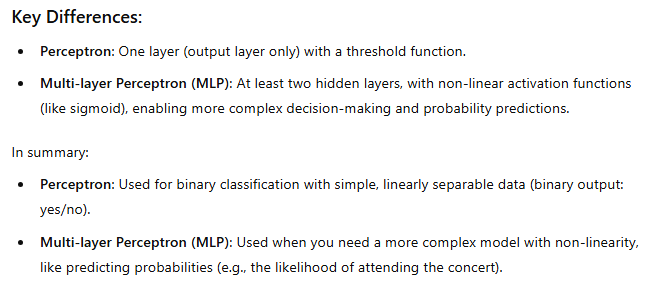 Key Differences:
• Perceptron: One layer (output layer only) with a threshold function.
• Multi-layer Perceptron (MLP): At least two hidden layers, with non-linear activation functions
(like sigmoid), enabling more complex decision-making and probability predictions.
In summary:
• Perceptron: Used for binary classification with simple, linearly separable data (binary output:
yes/no).
• Multi-layer Perceptron (MLP): Used when you need a more complex model with non-linearity,
like predicting probabilities (e.g., the likelihood of attending the concert).